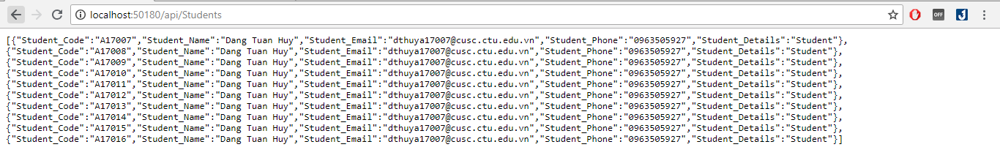 localhost:50180/api/Students
OFF
[{"Student_Code":"A17007","Student_Name":"Dang Tuan Huy","Student_Email":"dthuya17007@cusc.ctu.edu.vn","Student_Phone":"0963505927","Student_Details":"Student"},
{"Student_Code":"A17008","Student_Name":"Dang Tuan Huy","Student_Email":"dthuya17007@cusc.ctu.edu.vn","Student_Phone":"0963505927","Student_Details":"Student"},
{"Student_Code":"A17009","Student_Name":"Dang Tuan Huy","Student_Email":"dthuya17007@cusc.ctu.edu.vn","Student_Phone":"0963505927","Student_Details":"Student"},
{"Student_Code":"A17010","Student_Name":"Dang Tuan Huy","Student_Email":"dthuya17007@cusc.ctu.edu.vn","Student_Phone":"0963505927","Student_Details":"Student"},
{"Student_Code":"A17011","Student_Name":"Dang Tuan Huy","Student_Email":"dthuya17007@cusc.ctu.edu.vn","Student_Phone":"0963505927","Student_Details":"Student"},
{"Student_Code":"A17012","Student_Name":"Dang Tuan Huy","Student_Email":"dthuya17007@cusc.ctu.edu.vn","Student_Phone":"0963505927","Student_Details":"Student"},
{"Student_Code":"A17013","Student_Name":"Dang Tuan Huy","Student_Email":"dthuya17007@cusc.ctu.edu.vn","Student_Phone":"0963505927","Student_Details":"Student"},
{"Student_Code":"A17014","Student_Name":"Dang Tuan Huy","Student_Email":"dthuya17007@cusc.ctu.edu.vn","Student_Phone":"0963505927","Student_Details":"Student"},
{"Student_Code":"A17015","Student_Name":"Dang Tuan Huy","Student_Email":"dthuya17007@cusc.ctu.edu.vn","Student_Phone":"0963505927","Student_Details":"Student"},
{"Student_Code":"A17016","Student_Name":"Dang Tuan Huy","Student_Email":"dthuya17007@cusc.ctu.edu.vn","Student_Phone":"0963505927","Student_Details":"Student"}]